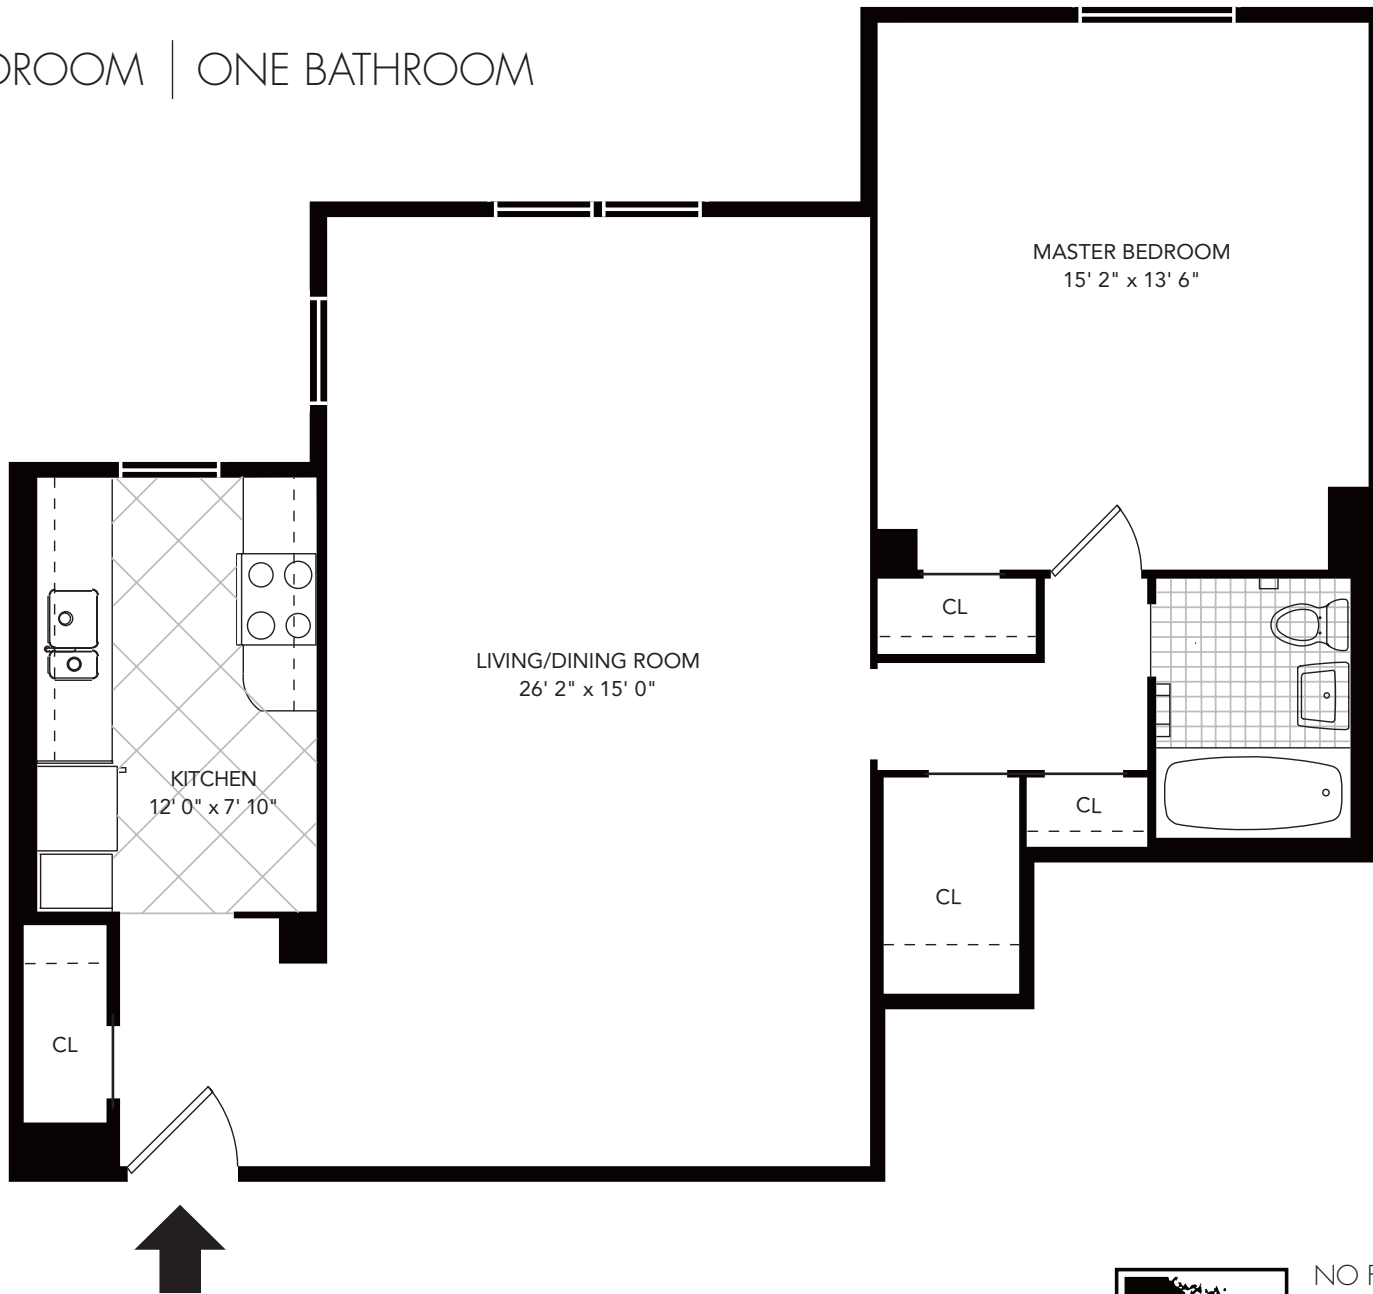 ONE BATHROOM
MASTER BEDROOM
15' 2" x 13' 6"
CL
LIVING/DINING ROOM
26' 2" x 15' 0"
KITCHEN
12' 0" x 7' 10"
CL
CL
CL
NO